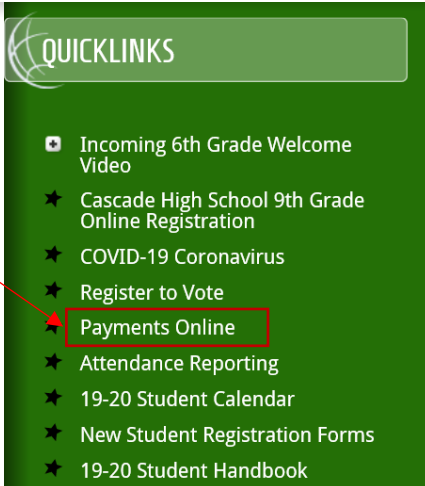 QUICKLINKS
Incoming 6th Grade Welcome
Video
Cascade High School 9th Grade
Online Registration
COVID-19 Coronavirus
Register to Vote
Payments Online
Attendance Reporting
19-20 Student Calendar
New Student Registration Forms
19-20 Student Handbook